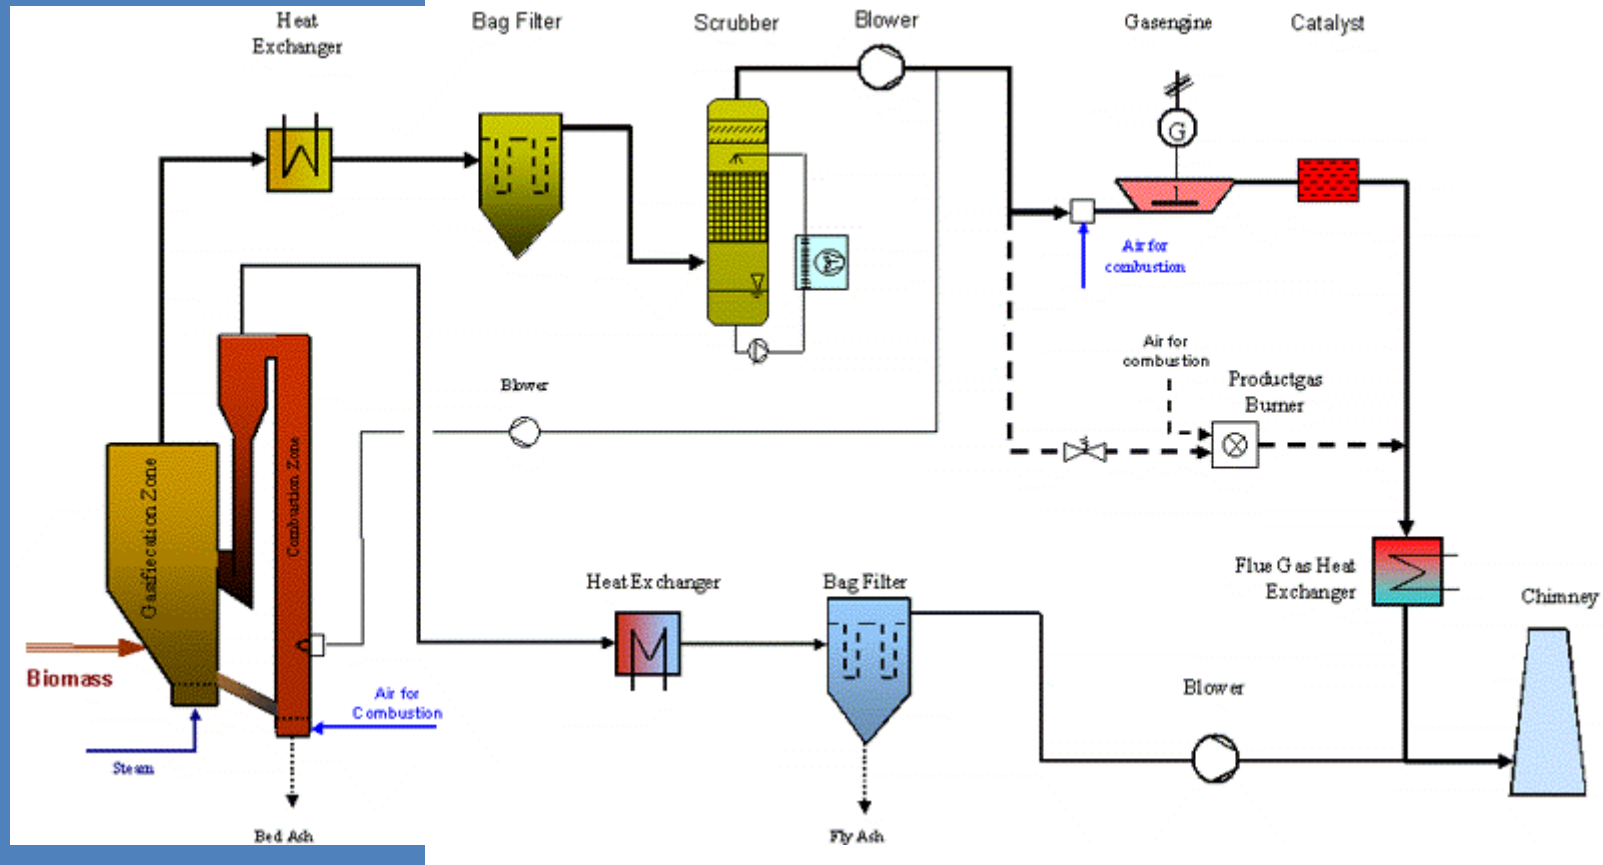 Heat
Exchanger
Bag Filter
Scrubber
Blower
Gasengine
Catalyst
G
Air for
combustion
Air for
combustion
Productgas
Burner
Blower
Gasfiecation Zone
Combustion Zone
Flue Gas Heat
Exchanger
Chimney
Heat Exchanger
Bag Filter
Biomass
Air for
Combustion
Blower
Steam
Bed Ash
Fly Ash